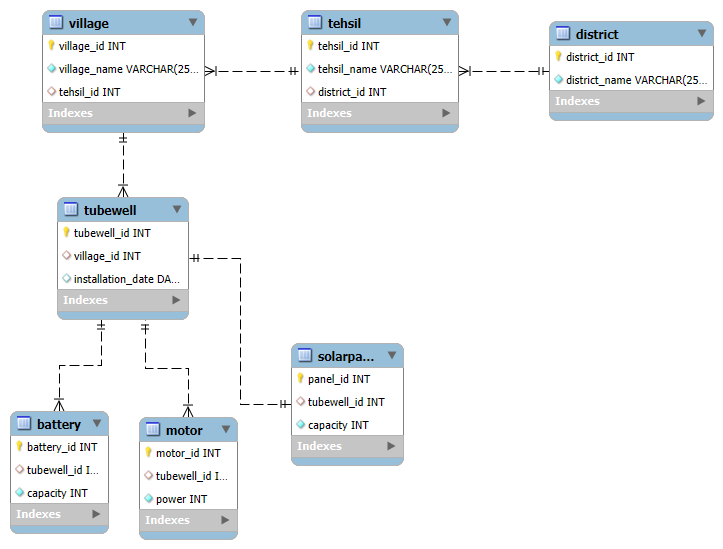 village
village_id INT
village_name VARCHAR(25...
tehsil_id INT
Indexes
tehsil
tehsil_id INT
tehsil_name VARCHAR(25...
district_id INT
Indexes
district
district_id INT
district_name VARCHAR(25...
Indexes
tubewell
tubewell_id INT
village_id INT
installation_date DA...
Indexes
solarpa...
panel_id INT
tubewell_id INT
capacity INT
Indexes
battery
battery_id INT
tubewell_id I...
capacity INT
Indexes
motor
motor_id INT
tubewell_id I...
power INT
Indexes